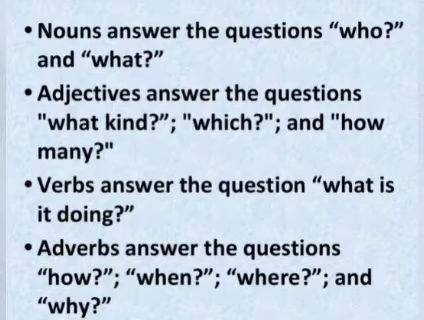 • Nouns answer the questions “who?”
and “what?”
• Adjectives answer the questions
"what kind?”; "which?"; and "how
many?"
• Verbs answer the question “what is
it doing?”
• Adverbs answer the questions
“how?”; “when?”; “where?”; and
“why?”